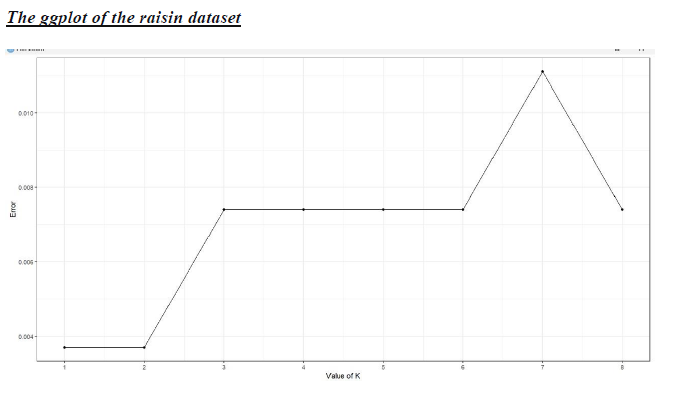 The ggplot of the raisin dataset
0.010
0.008
0.006
0.004
Error
1 2 3 4 5 6 7 8
Value of K